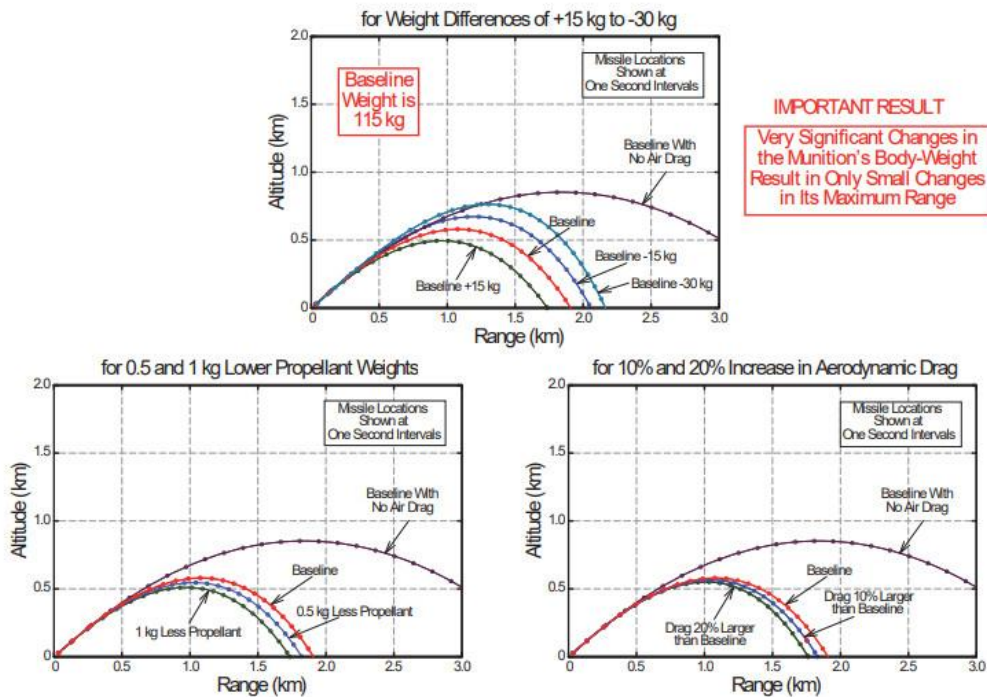 for Weight Differences of +15 kg to -30 kg
2.0
1.5
1.0
0.5
0
0
0.5
1.0
1.5
2.0
2.5
3.0
Altitude (km)
Range (km)
Baseline
Weight is
115 kg
Missile Locations
Shown at
One Second Intervals
Baseline With
No Air Drag
Baseline
Baseline -15 kg
Baseline -30 kg
Baseline +15 kg
IMPORTANT RESULT
Very Significant Changes in
the Munition's Body-Weight
Result in Only Small Changes
in Its Maximum Range
for 0.5 and 1 kg Lower Propellant Weights
2.0
1.5
1.0
0.5
0
0
0.5
1.0
1.5
2.0
2.5
3.0
Altitude (km)
Range (km)
Missile Locations
Shown at
One Second Intervals
Baseline With
No Air Drag
Baseline
0.5 kg Less Propellant
1 kg Less Propellant
for 10% and 20% Increase in Aerodynamic Drag
2.0
1.5
1.0
0.5
0
0
0.5
1.0
1.5
2.0
2.5
3.0
Altitude (km)
Range (km)
Missile Locations
Shown at
One Second Intervals
Baseline With
No Air Drag
Baseline
Drag 10% Larger
than Baseline
Drag 20% Larger
than Baseline